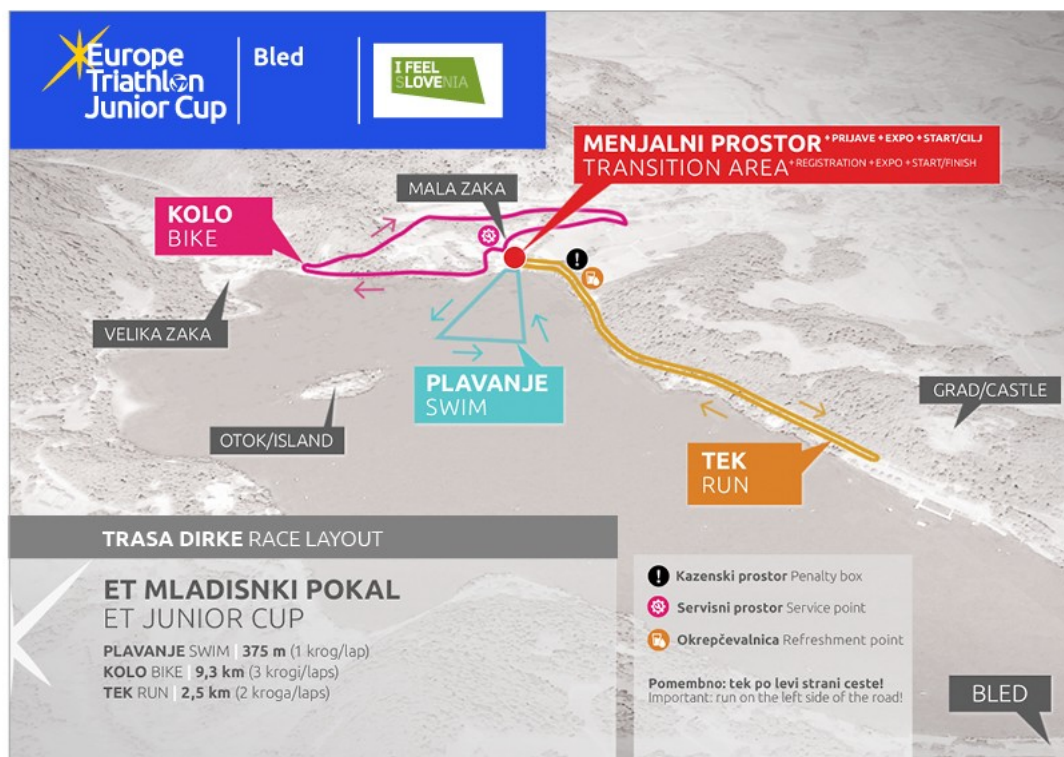 Europe
Triathlon
Junior Cup
Bled
I FEEL
SLOVENIA
MENJALNI PROSTOR + PRIJAVE + EXPO + START/CILJ
TRANSITION AREA + REGISTRATION + EXPO + START/FINISH
MALA ZAKA
KOLO
BIKE
VELIKA ZAKA
PLAVANJE
SWIM
GRAD/CASTLE
OTOK/ISLAND
TEK
RUN
TRASA DIRKE RACE LAYOUT
ET MLADISNKI POKAL
ET JUNIOR CUP
PLAVANJE SWIM | 375 m (1 krog/lap)
KOLO BIKE | 9,3 km (3 krogi/laps)
TEK RUN | 2,5 km (2 kroga/laps)
! Kazenski prostor Penalty box
Servisni prostor Service point
Okrepčevalnica Refreshment point
Pomembno: tek po levi strani ceste!
Important: run on the left side of the road!
BLED